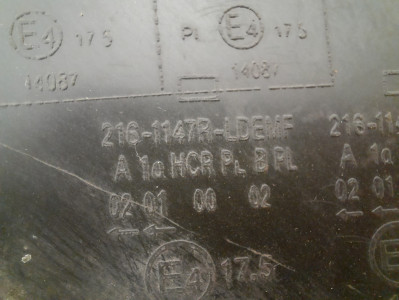 E4 17.5 PL E4 17.5
14087 14087
216-1147R-LDEMF 216-11
A 1a HCR PL B PL A 1a
02 01 00 02 02 01
← ← ← ←
E4 17.5 E4